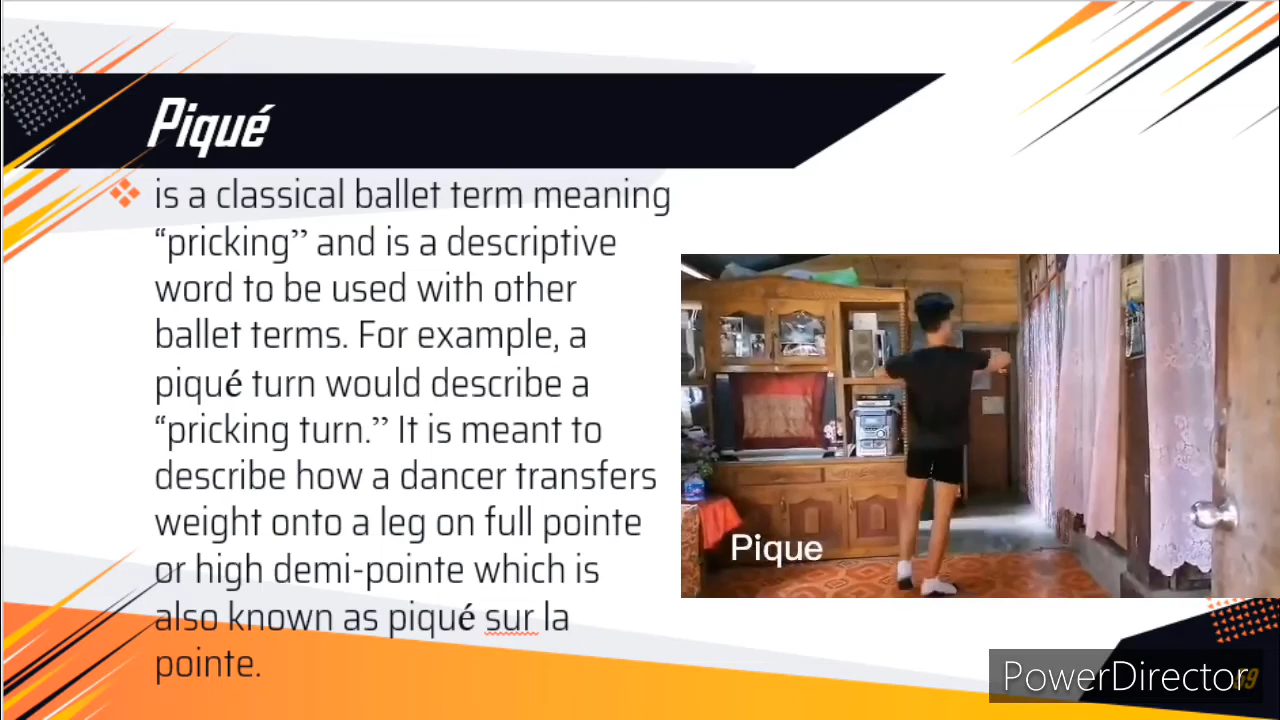 Piqué
is a classical ballet term meaning
“pricking” and is a descriptive
word to be used with other
ballet terms. For example, a
piqué turn would describe a
“pricking turn.” It is meant to
describe how a dancer transfers
weight onto a leg on full pointe
or high demi-pointe which is
also known as piqué sur la
pointe.
Pique
PowerDirector